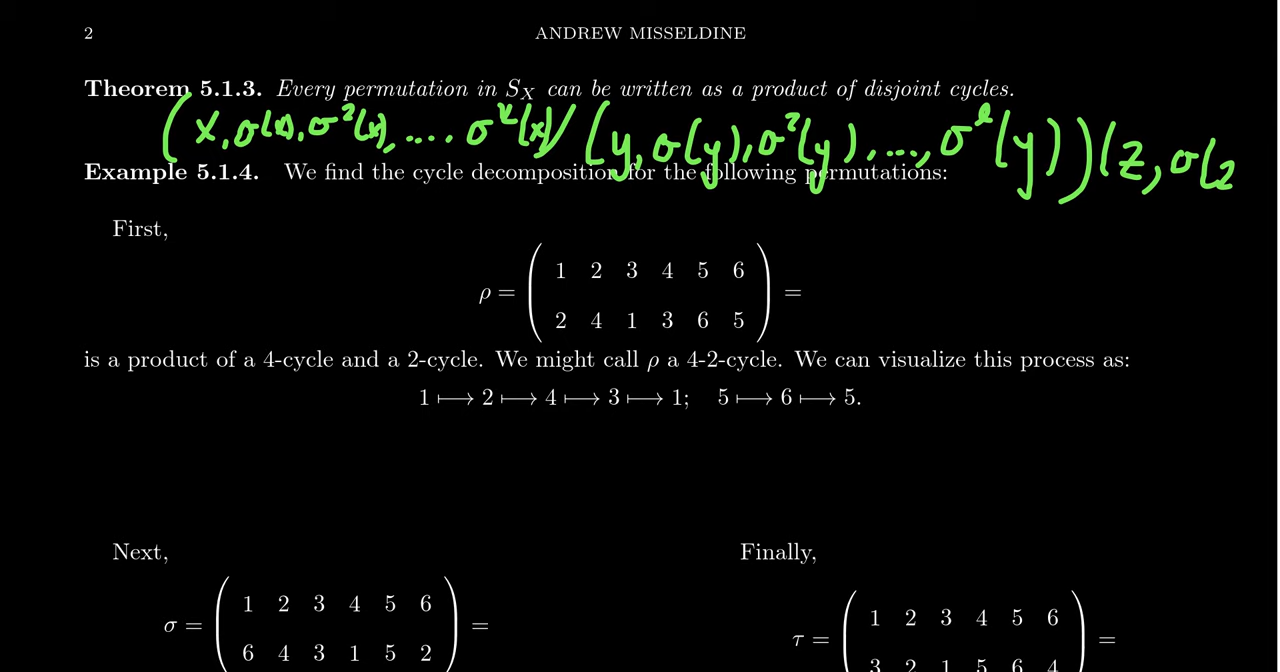 2 ANDREW MISSELDINE
Theorem 5.1.3. Every permutation in S_X can be written as a product of disjoint cycles.
(x, σ(x), σ²(x), .... σᵏ(x)) (y, σ(y), σ²(y), ..., σˡ(y)) (z, σ(z
Example 5.1.4. We find the cycle decomposition for the following permutations:
First,
1 2 3 4 5 6
ρ = ( ) =
2 4 1 3 6 5
is a product of a 4-cycle and a 2-cycle. We might call ρ a 4-2-cycle. We can visualize this process as:
1 ⟼ 2 ⟼ 4 ⟼ 3 ⟼ 1; 5 ⟼ 6 ⟼ 5.
Next,
1 2 3 4 5 6
σ = ( ) =
6 4 3 1 5 2
Finally,
1 2 3 4 5 6
τ = ( ) =
3 2 1 5 6 4